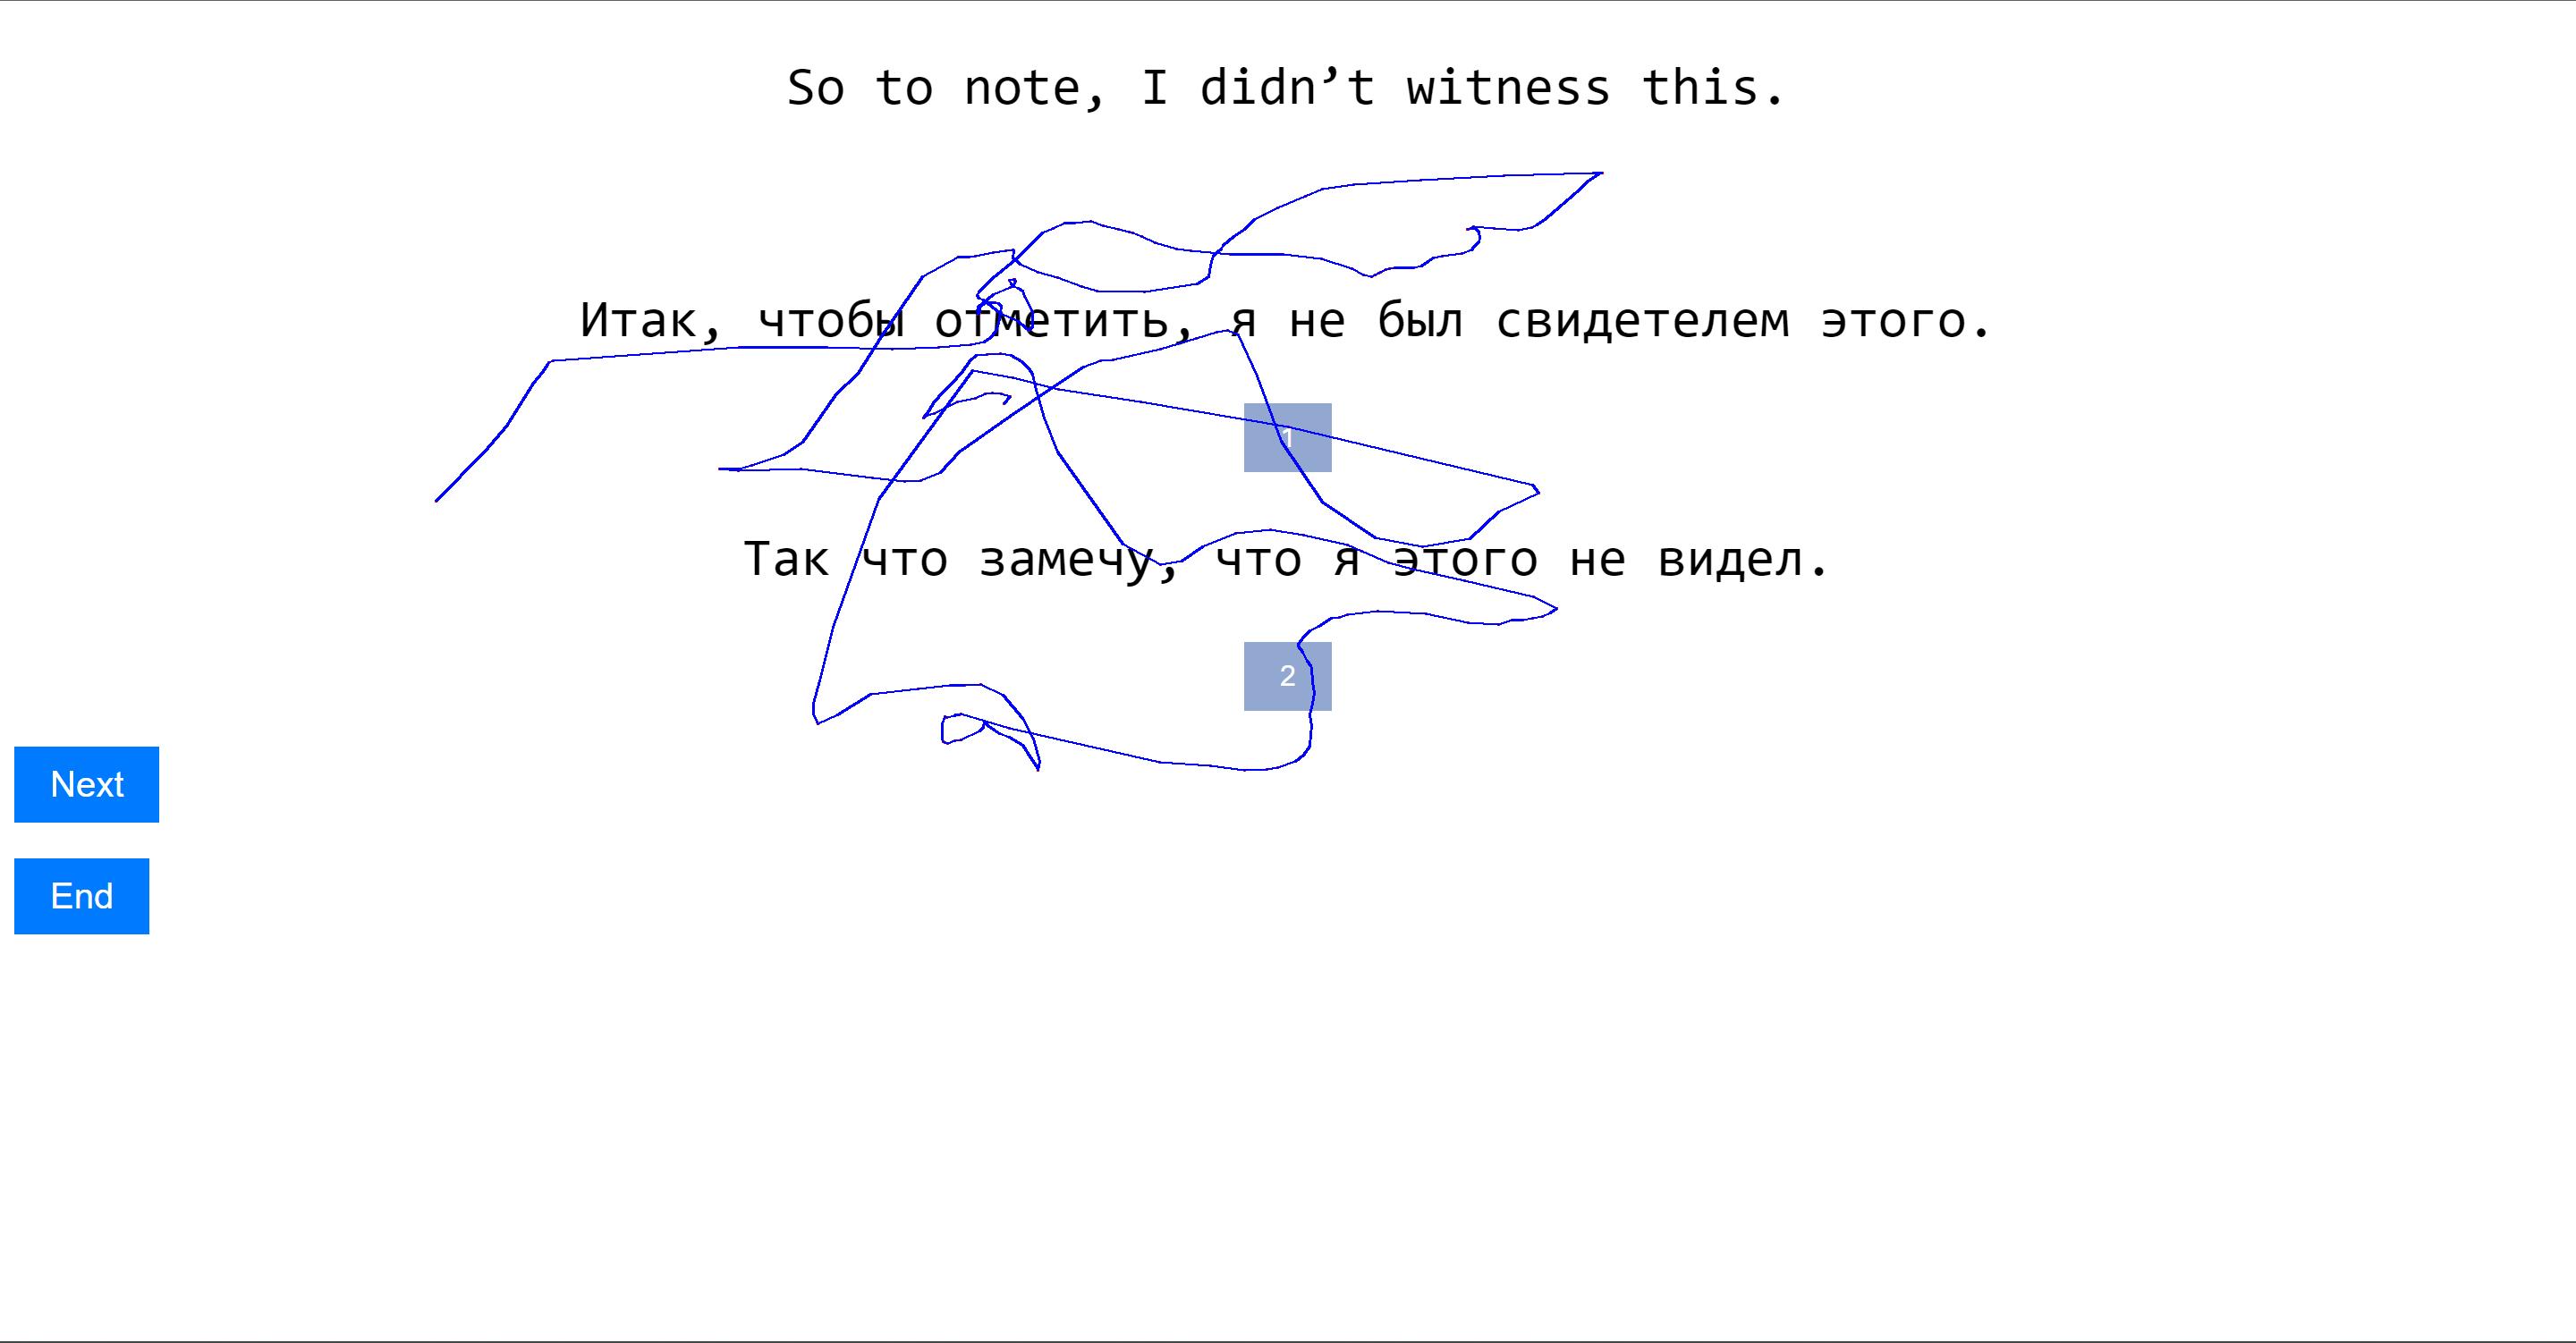 So to note, I didn’t witness this.
Итак, чтобы отметить, я не был свидетелем этого.
1
Так что замечу, что я этого не видел.
2
Next
End